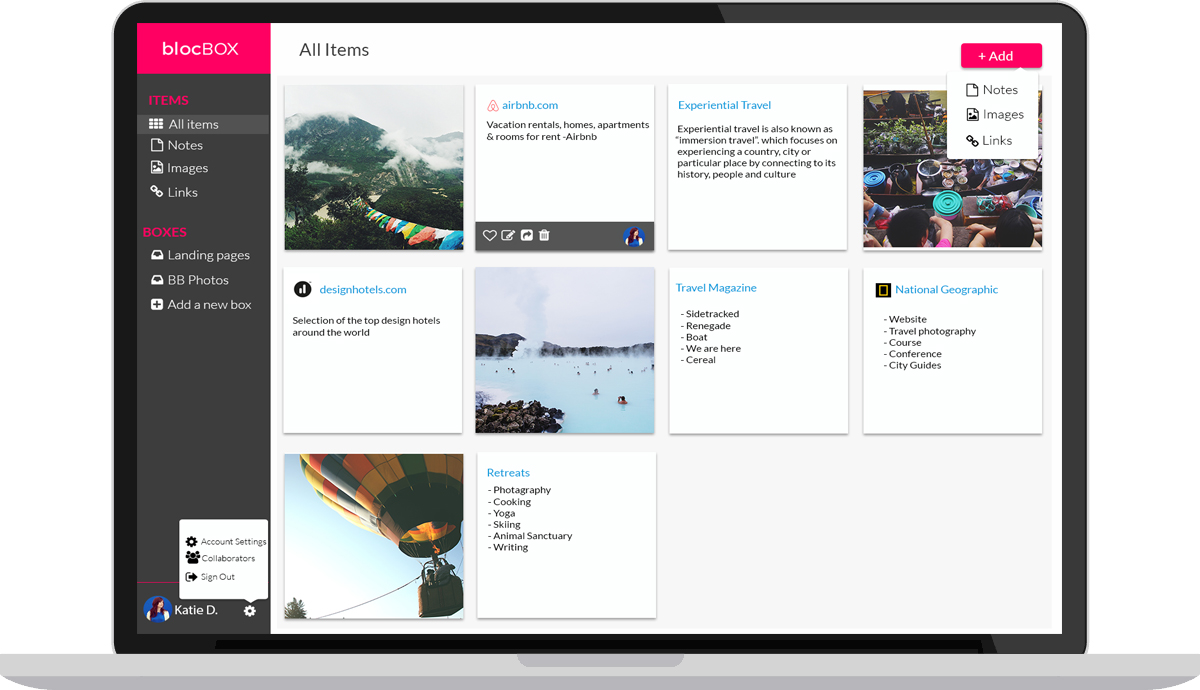 blocBOX
All Items
+ Add
Notes
Images
Links
ITEMS
All items
Notes
Images
Links
BOXES
Landing pages
BB Photos
Add a new box
Account Settings
Collaborators
Sign Out
Katie D.
airbnb.com
Vacation rentals, homes, apartments
& rooms for rent -Airbnb
Experiential Travel
Experiential travel is also known as
"immersion travel". which focuses on
experiencing a country, city or
particular place by connecting to its
history, people and culture
designhotels.com
Selection of the top design hotels
around the world
Travel Magazine
- Sidetracked
- Renegade
- Boat
- We are here
- Cereal
National Geographic
- Website
- Travel photography
- Course
- Conference
- City Guides
Retreats
- Photagraphy
- Cooking
- Yoga
- Skiing
- Animal Sanctuary
- Writing